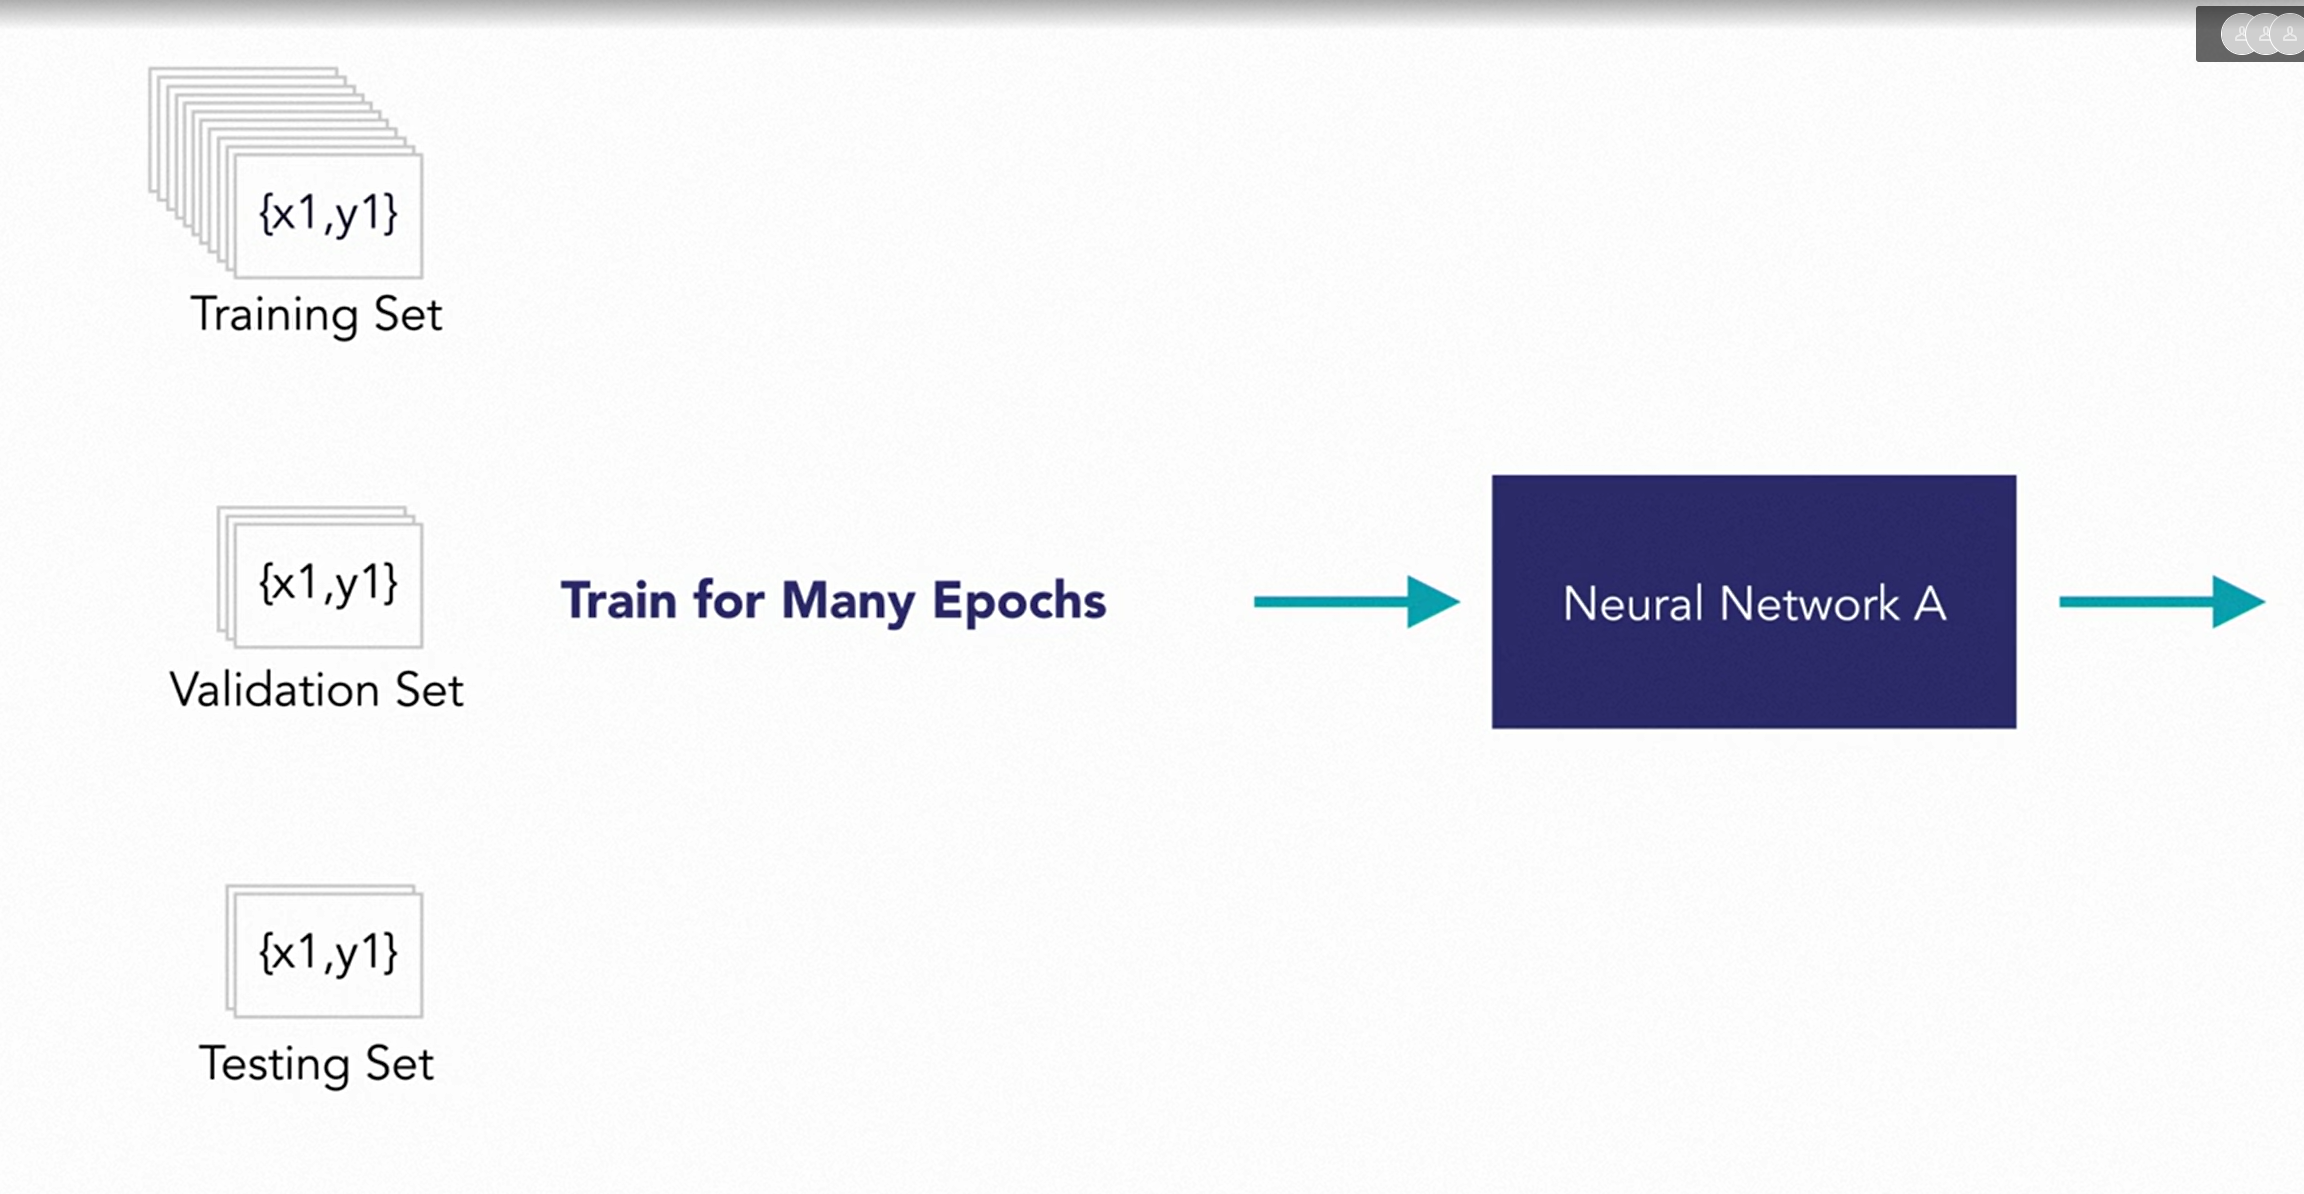 {x1,y1}
Training Set
{x1,y1}
Validation Set
Train for Many Epochs
Neural Network A
{x1,y1}
Testing Set